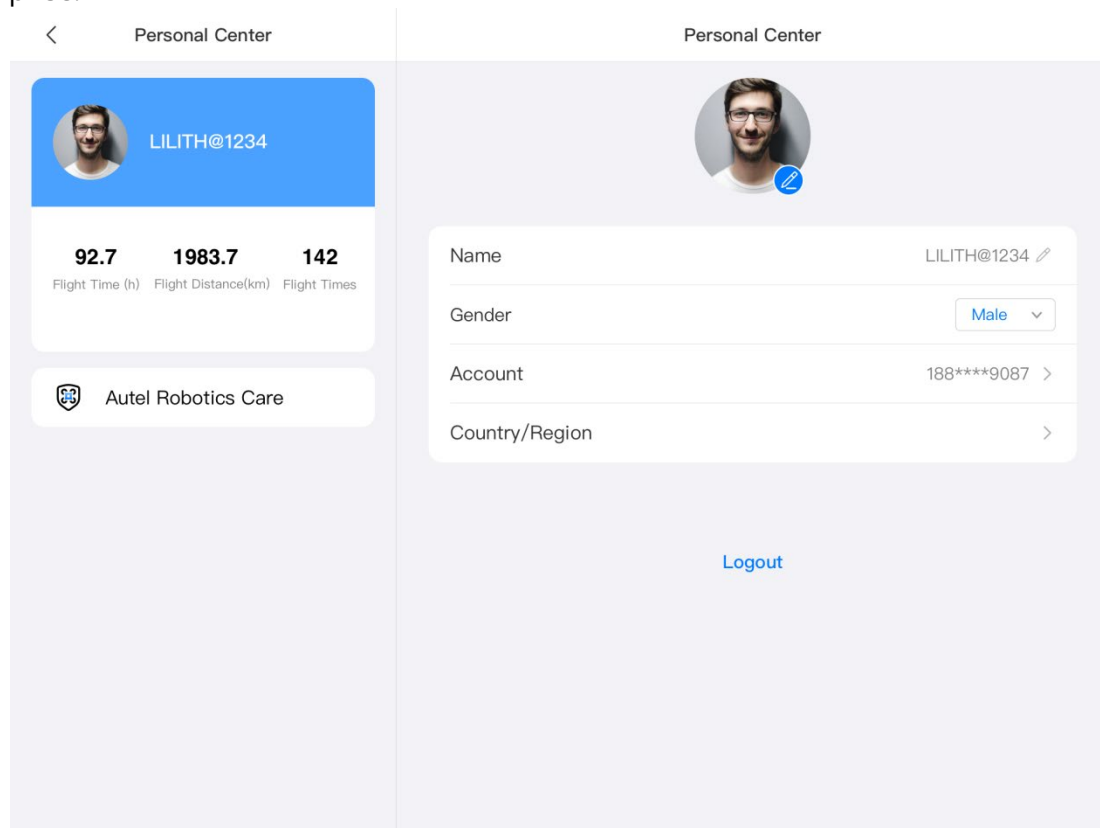 Personal Center
LILITH@1234
92.7 1983.7 142
Flight Time (h) Flight Distance(km) Flight Times
Autel Robotics Care
Personal Center
Name LILITH@1234
Gender Male
Account 188****9087
Country/Region
Logout